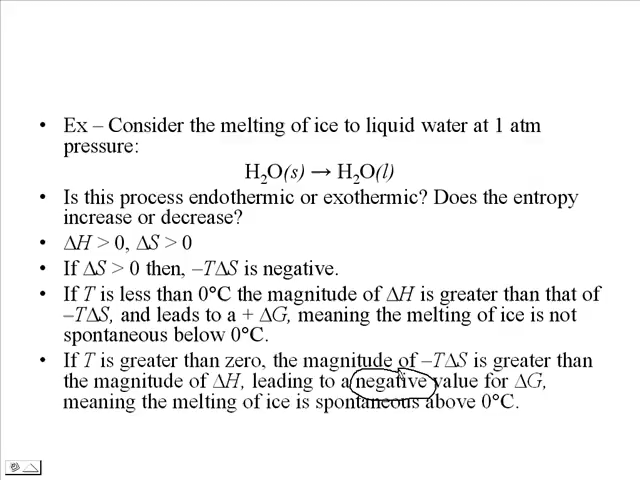 • Ex – Consider the melting of ice to liquid water at 1 atm
pressure:
H₂O(s) → H₂O(l)
• Is this process endothermic or exothermic? Does the entropy
increase or decrease?
• ΔH > 0, ΔS > 0
• If ΔS > 0 then, –TΔS is negative.
• If T is less than 0°C the magnitude of ΔH is greater than that of
–TΔS, and leads to a + ΔG, meaning the melting of ice is not
spontaneous below 0°C.
• If T is greater than zero, the magnitude of –TΔS is greater than
the magnitude of ΔH, leading to a negative value for ΔG,
meaning the melting of ice is spontaneous above 0°C.